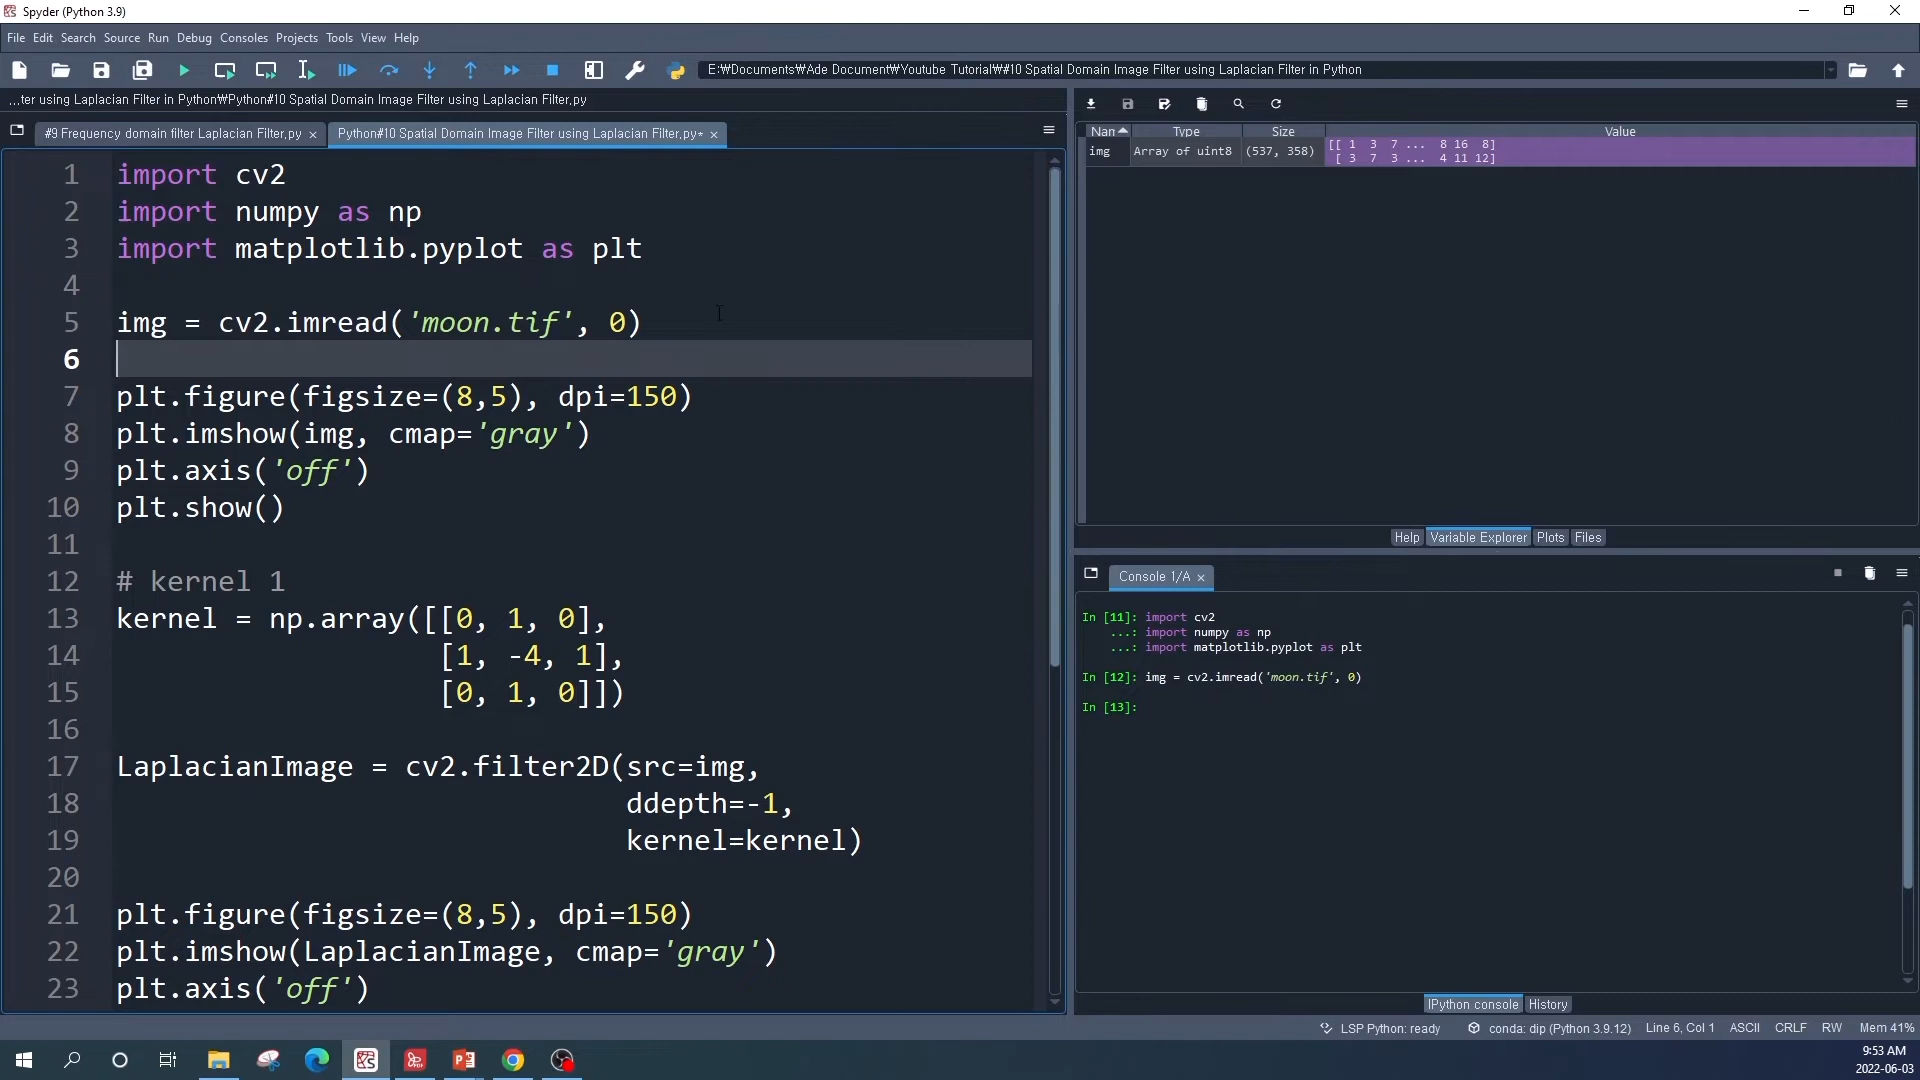 Spyder (Python 3.9)
File Edit Search Source Run Debug Consoles Projects Tools View Help
E:₩Documents₩Ade Document₩Youtube Tutorial₩#10 Spatial Domain Image Filter using Laplacian Filter in Python
...ter using Laplacian Filter in Python₩Python#10 Spatial Domain Image Filter using Laplacian Filter.py
#9 Frequency domain filter Laplacian Filter.py
Python#10 Spatial Domain Image Filter using Laplacian Filter.py*
1 import cv2
2 import numpy as np
3 import matplotlib.pyplot as plt
4
5 img = cv2.imread('moon.tif', 0)
6
7 plt.figure(figsize=(8,5), dpi=150)
8 plt.imshow(img, cmap='gray')
9 plt.axis('off')
10 plt.show()
11
12 # kernel 1
13 kernel = np.array([[0, 1, 0],
14 [1, -4, 1],
15 [0, 1, 0]])
16
17 LaplacianImage = cv2.filter2D(src=img,
18 ddepth=-1,
19 kernel=kernel)
20
21 plt.figure(figsize=(8,5), dpi=150)
22 plt.imshow(LaplacianImage, cmap='gray')
23 plt.axis('off')
Nan Type Size Value
img Array of uint8 (537, 358) [[ 1 3 7 ... 8 16 8]
[ 3 7 3 ... 4 11 12]
Help Variable Explorer Plots Files
Console 1/A
In [11]: import cv2
...: import numpy as np
...: import matplotlib.pyplot as plt
In [12]: img = cv2.imread('moon.tif', 0)
In [13]:
IPython console History
LSP Python: ready conda: dip (Python 3.9.12) Line 6, Col 1 ASCII CRLF RW Mem 41%
9:53 AM
2022-06-03